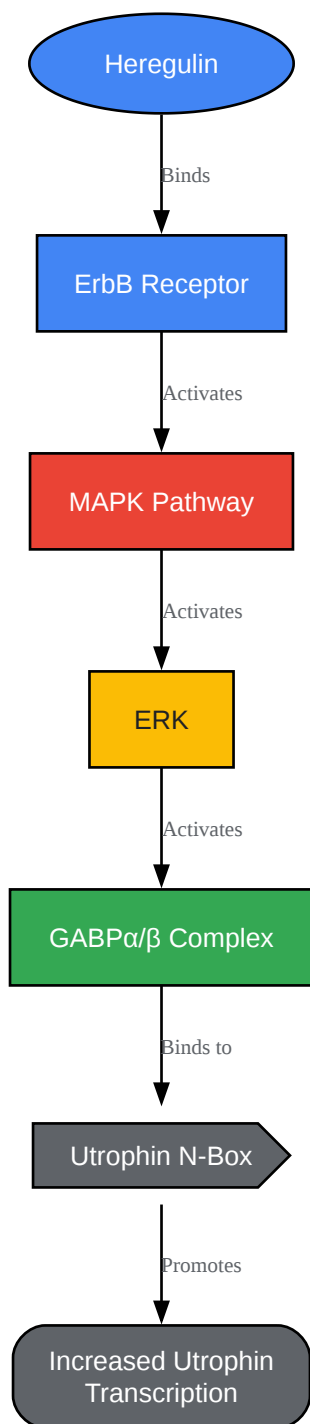 Heregulin
Binds
ErbB Receptor
Activates
MAPK Pathway
Activates
ERK
Activates
GABPα/β Complex
Binds to
Utrophin N-Box
Promotes
Increased Utrophin
Transcription